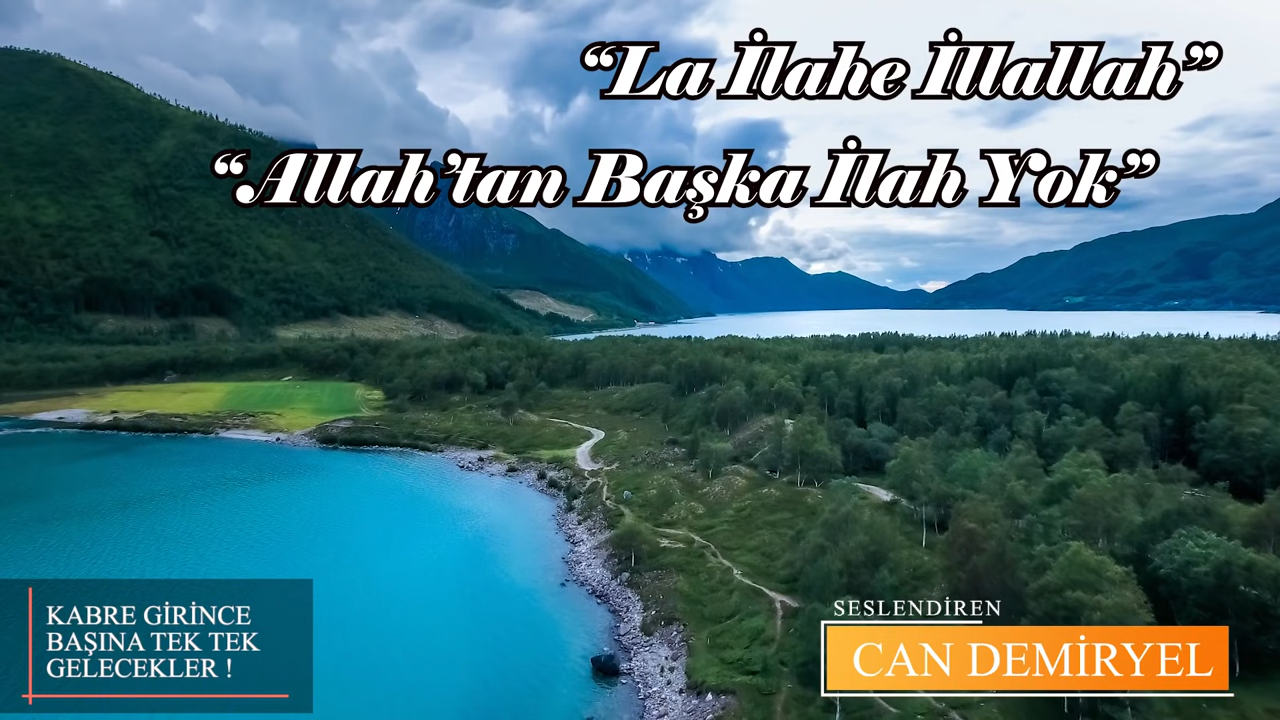 “La İlahe İllallah”
“Allah’tan Başka İlah Yok”
KABRE GİRİNCE
BAŞINA TEK TEK
GELECEKLER !
SESLENDİREN
CAN DEMİRYEL